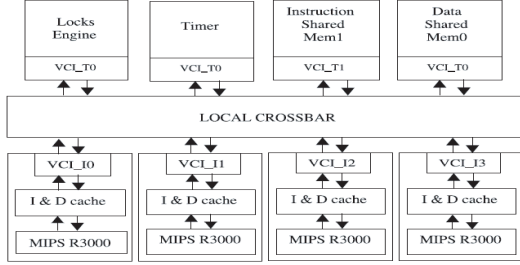 Locks
Engine
VCI_T0
Timer
VCI_T0
Instruction
Shared
Mem1
VCI_T1
Data
Shared
Mem0
VCI_T0
LOCAL CROSSBAR
VCI_I0
I & D cache
MIPS R3000
VCI_I1
I & D cache
MIPS R3000
VCI_I2
I & D cache
MIPS R3000
VCI_I3
I & D cache
MIPS R3000